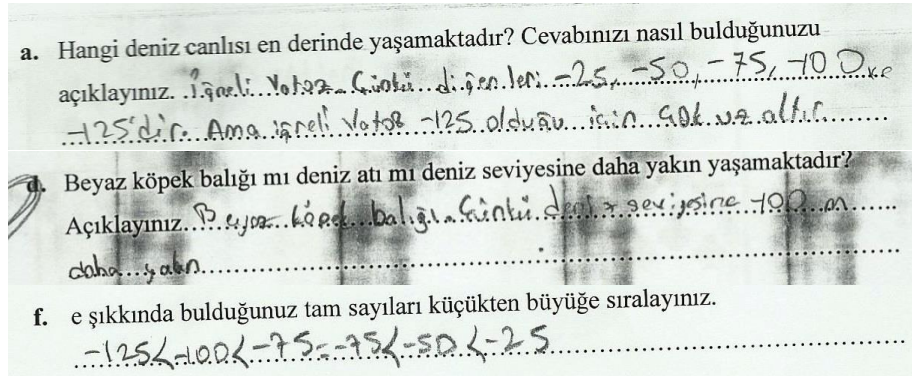 a. Hangi deniz canlısı en derinde yaşamaktadır? Cevabınızı nasıl bulduğunuzu
açıklayınız. İğneli Vatoz. Çünkü diğerleri -25, -50, -75, -100 ve
-125'dir. Ama iğneli Vatoz -125 olduğu için çok uzaltır.
d. Beyaz köpek balığı mı deniz atı mı deniz seviyesine daha yakın yaşamaktadır?
Açıklayınız. Beyaz köpek balığı. Çünkü deniz seviyesine -100 m
daha yakın.
f. e şıkkında bulduğunuz tam sayıları küçükten büyüğe sıralayınız.
-125<-100<-75=-75<-50<-25